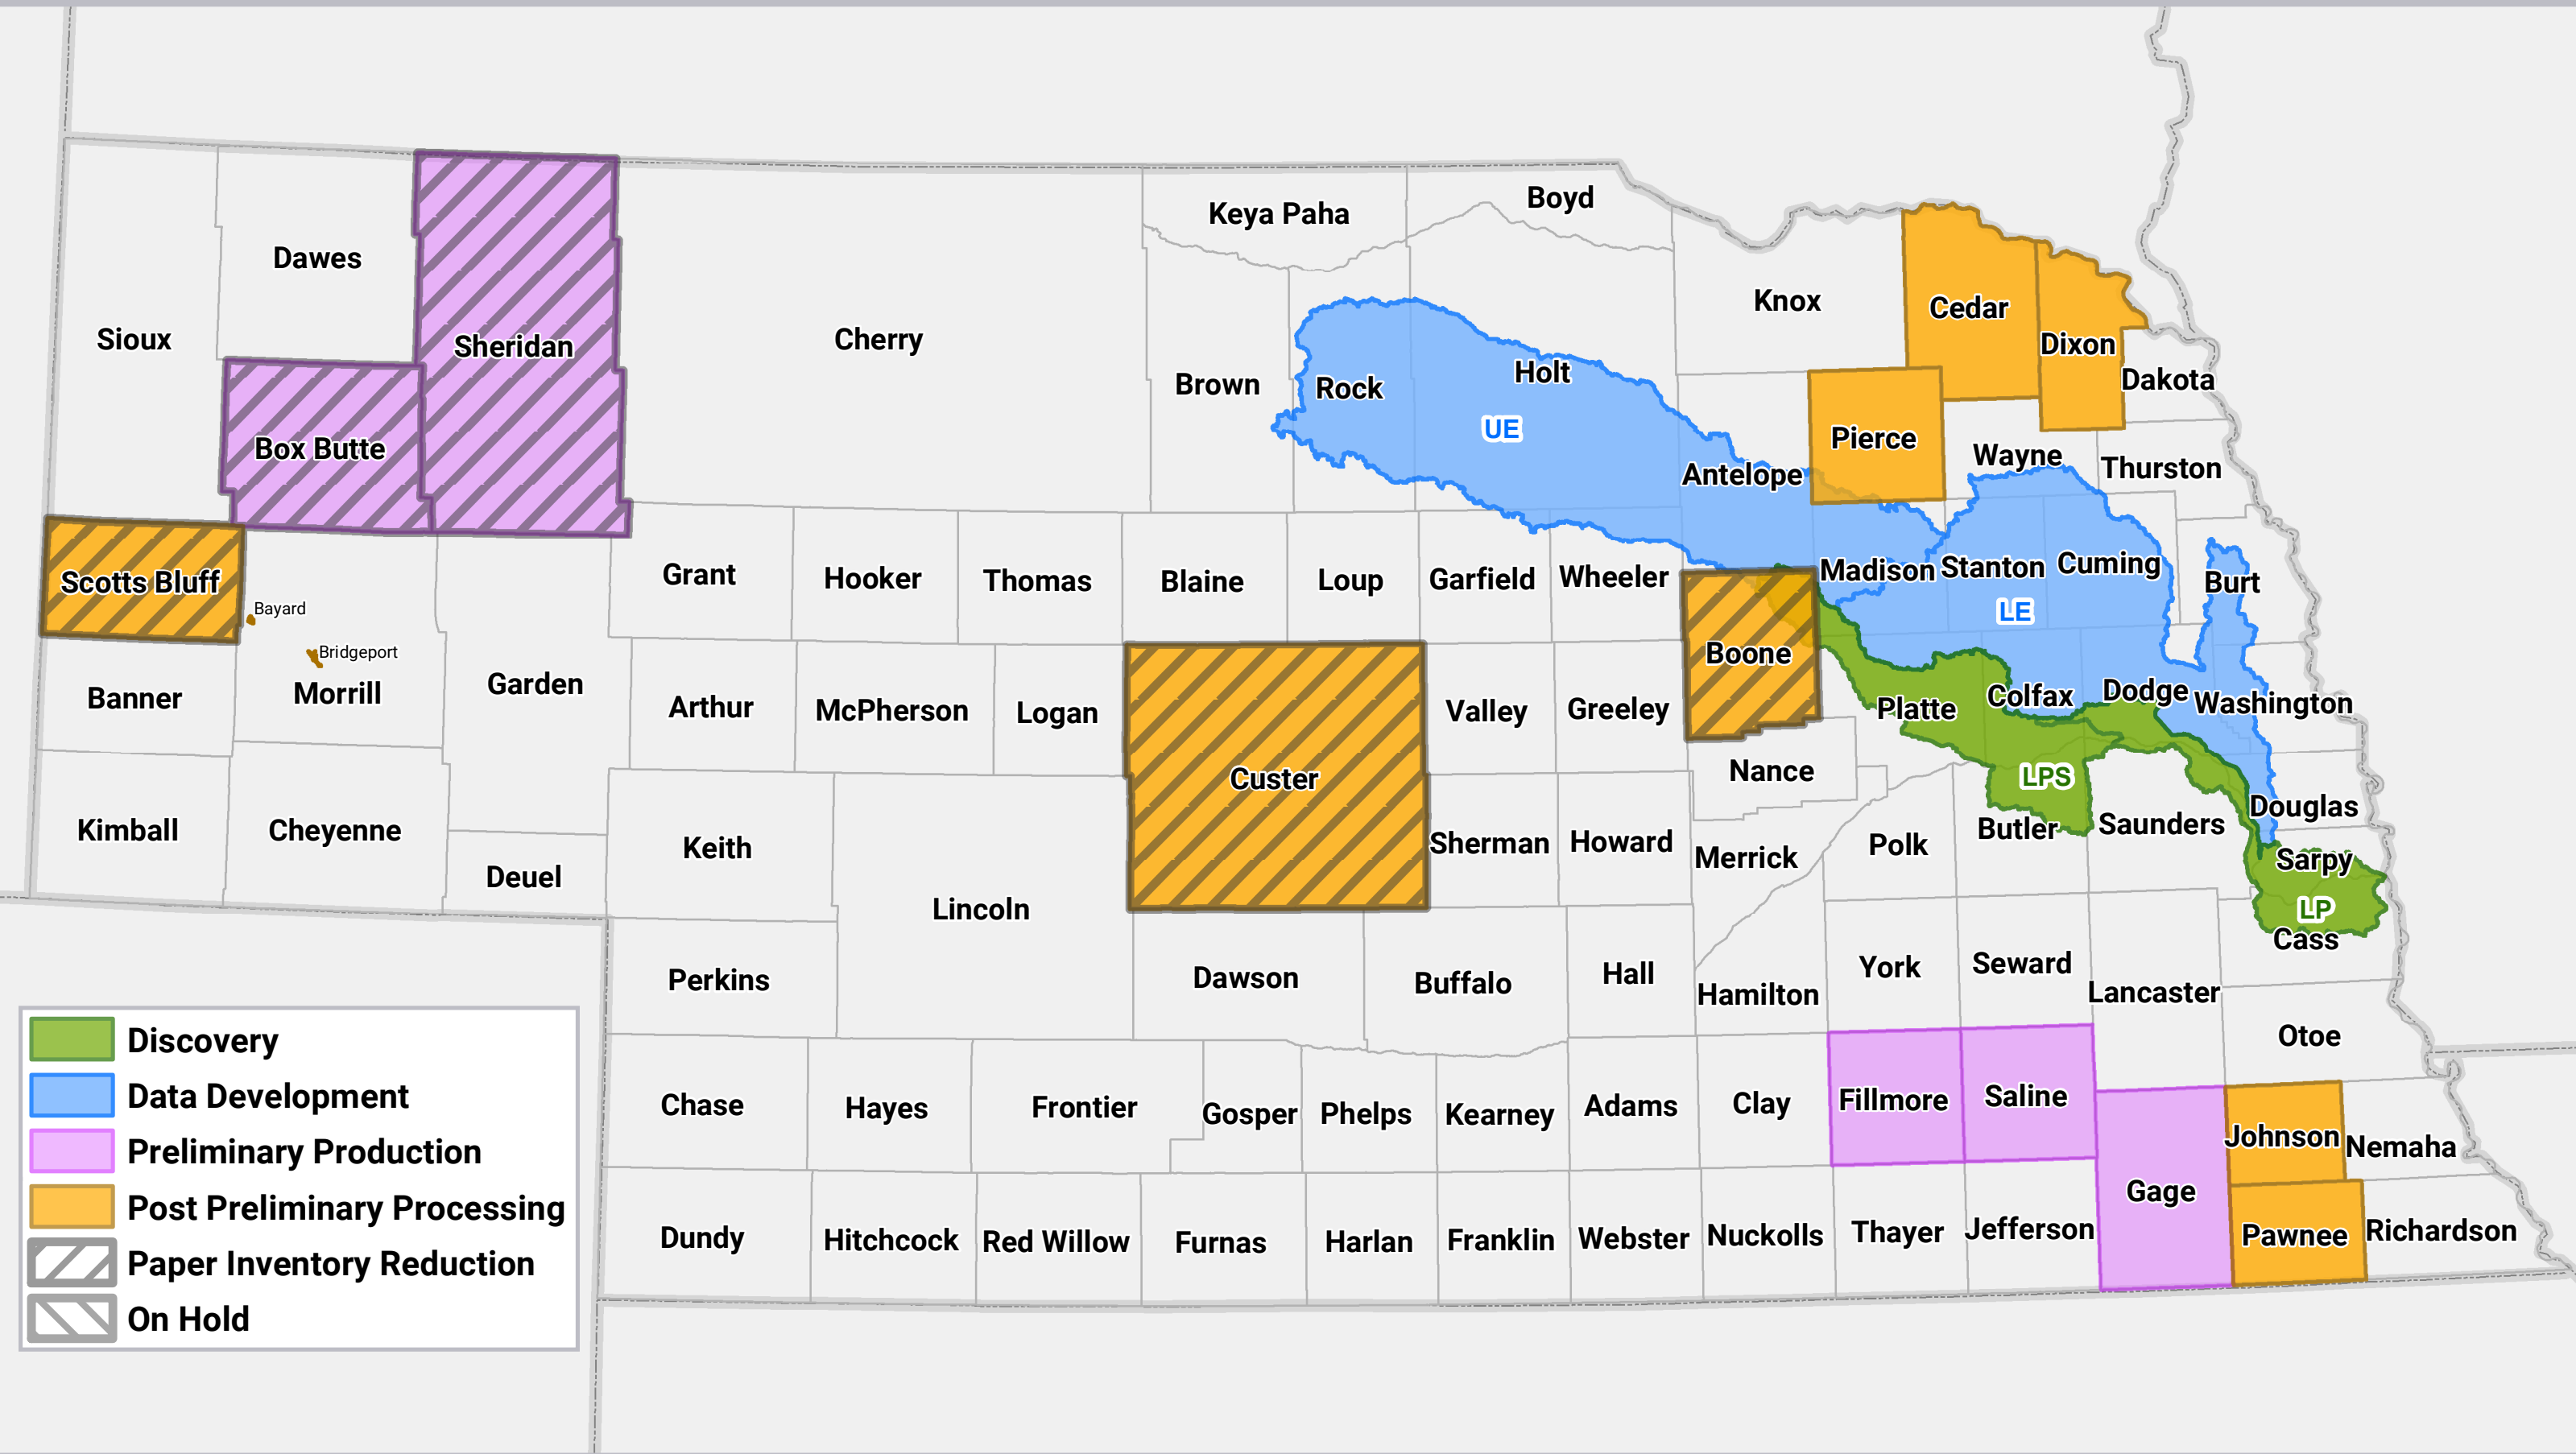 Boyd
Keya Paha
Dawes
Knox
Cedar
Sioux
Sheridan
Cherry
Dixon
Holt
Dakota
Brown
Rock
UE
Pierce
Box Butte
Wayne
Thurston
Antelope
Scotts Bluff
Grant
Hooker
Thomas
Blaine
Loup
Garfield
Wheeler
Madison
Stanton
Cuming
Burt
Bayard
LE
Bridgeport
Boone
Banner
Morrill
Garden
Arthur
McPherson
Logan
Valley
Greeley
Platte
Colfax
Dodge
Washington
Custer
Nance
LPS
Kimball
Cheyenne
Deuel
Keith
Sherman
Howard
Merrick
Polk
Butler
Saunders
Douglas
Sarpy
Lincoln
LP
Cass
Perkins
Dawson
Buffalo
Hall
Hamilton
York
Seward
Lancaster
Otoe
Chase
Hayes
Frontier
Gosper
Phelps
Kearney
Adams
Clay
Fillmore
Saline
Johnson
Nemaha
Gage
Dundy
Hitchcock
Red Willow
Furnas
Harlan
Franklin
Webster
Nuckolls
Thayer
Jefferson
Pawnee
Richardson
Discovery
Data Development
Preliminary Production
Post Preliminary Processing
Paper Inventory Reduction
On Hold